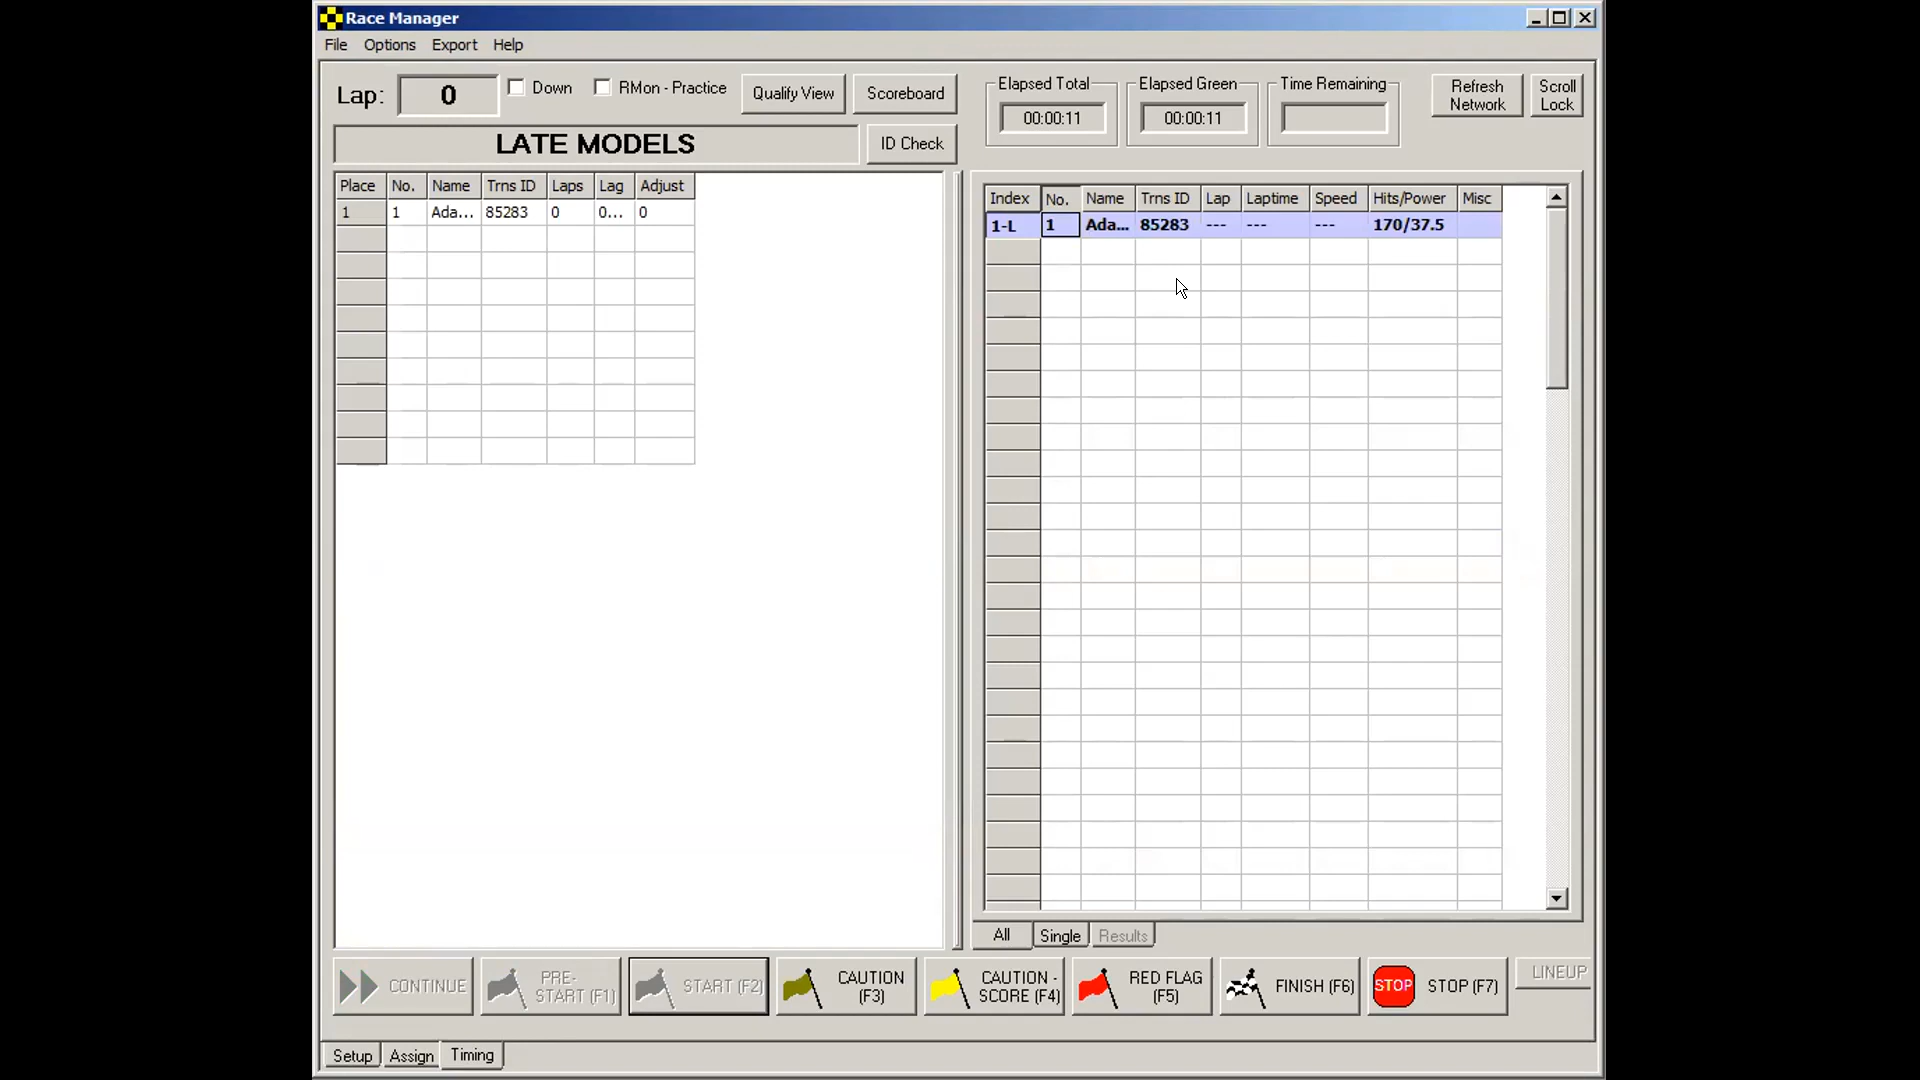 Race Manager
File Options Export Help
Lap: 0 Down RMon - Practice Qualify View Scoreboard
LATE MODELS ID Check
Elapsed Total Elapsed Green Time Remaining
00:00:11 00:00:11
Refresh Network
Scroll Lock
Place No. Name Trns ID Laps Lag Adjust
1 1 Ada... 85283 0 0... 0
Index No. Name Trns ID Lap Laptime Speed Hits/Power Misc
1-L 1 Ada... 85283 --- --- --- 170/37.5
All Single Results
CONTINUE
PRE-
START (F1)
START (F2)
CAUTION
(F3)
CAUTION -
SCORE (F4)
RED FLAG
(F5)
FINISH (F6)
STOP STOP (F7)
LINEUP
Setup Assign Timing